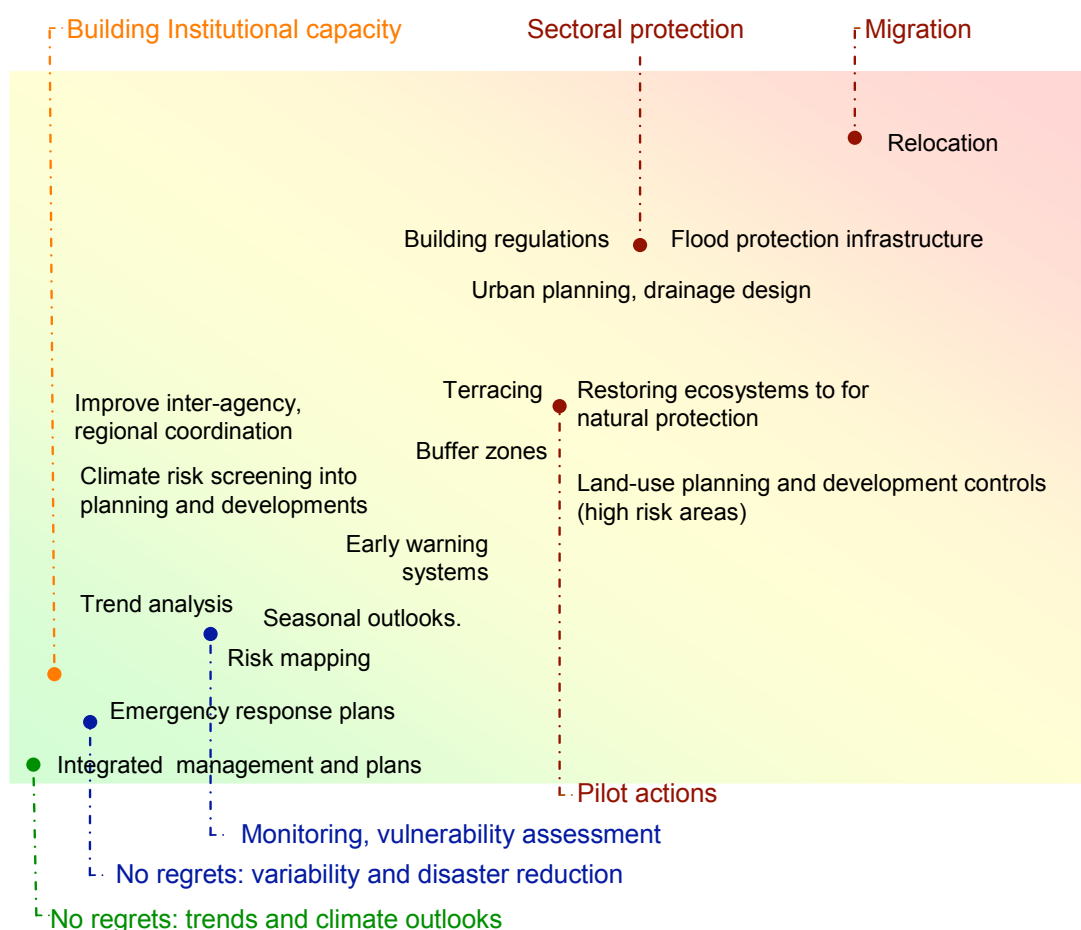 Building Institutional capacity
Sectoral protection
Migration
Relocation
Building regulations
Flood protection infrastructure
Urban planning, drainage design
Terracing
Restoring ecosystems to for
natural protection
Improve inter-agency,
regional coordination
Buffer zones
Climate risk screening into
planning and developments
Land-use planning and development controls
(high risk areas)
Early warning
systems
Trend analysis
Seasonal outlooks.
Risk mapping
Emergency response plans
Integrated management and plans
Pilot actions
Monitoring, vulnerability assessment
No regrets: variability and disaster reduction
No regrets: trends and climate outlooks